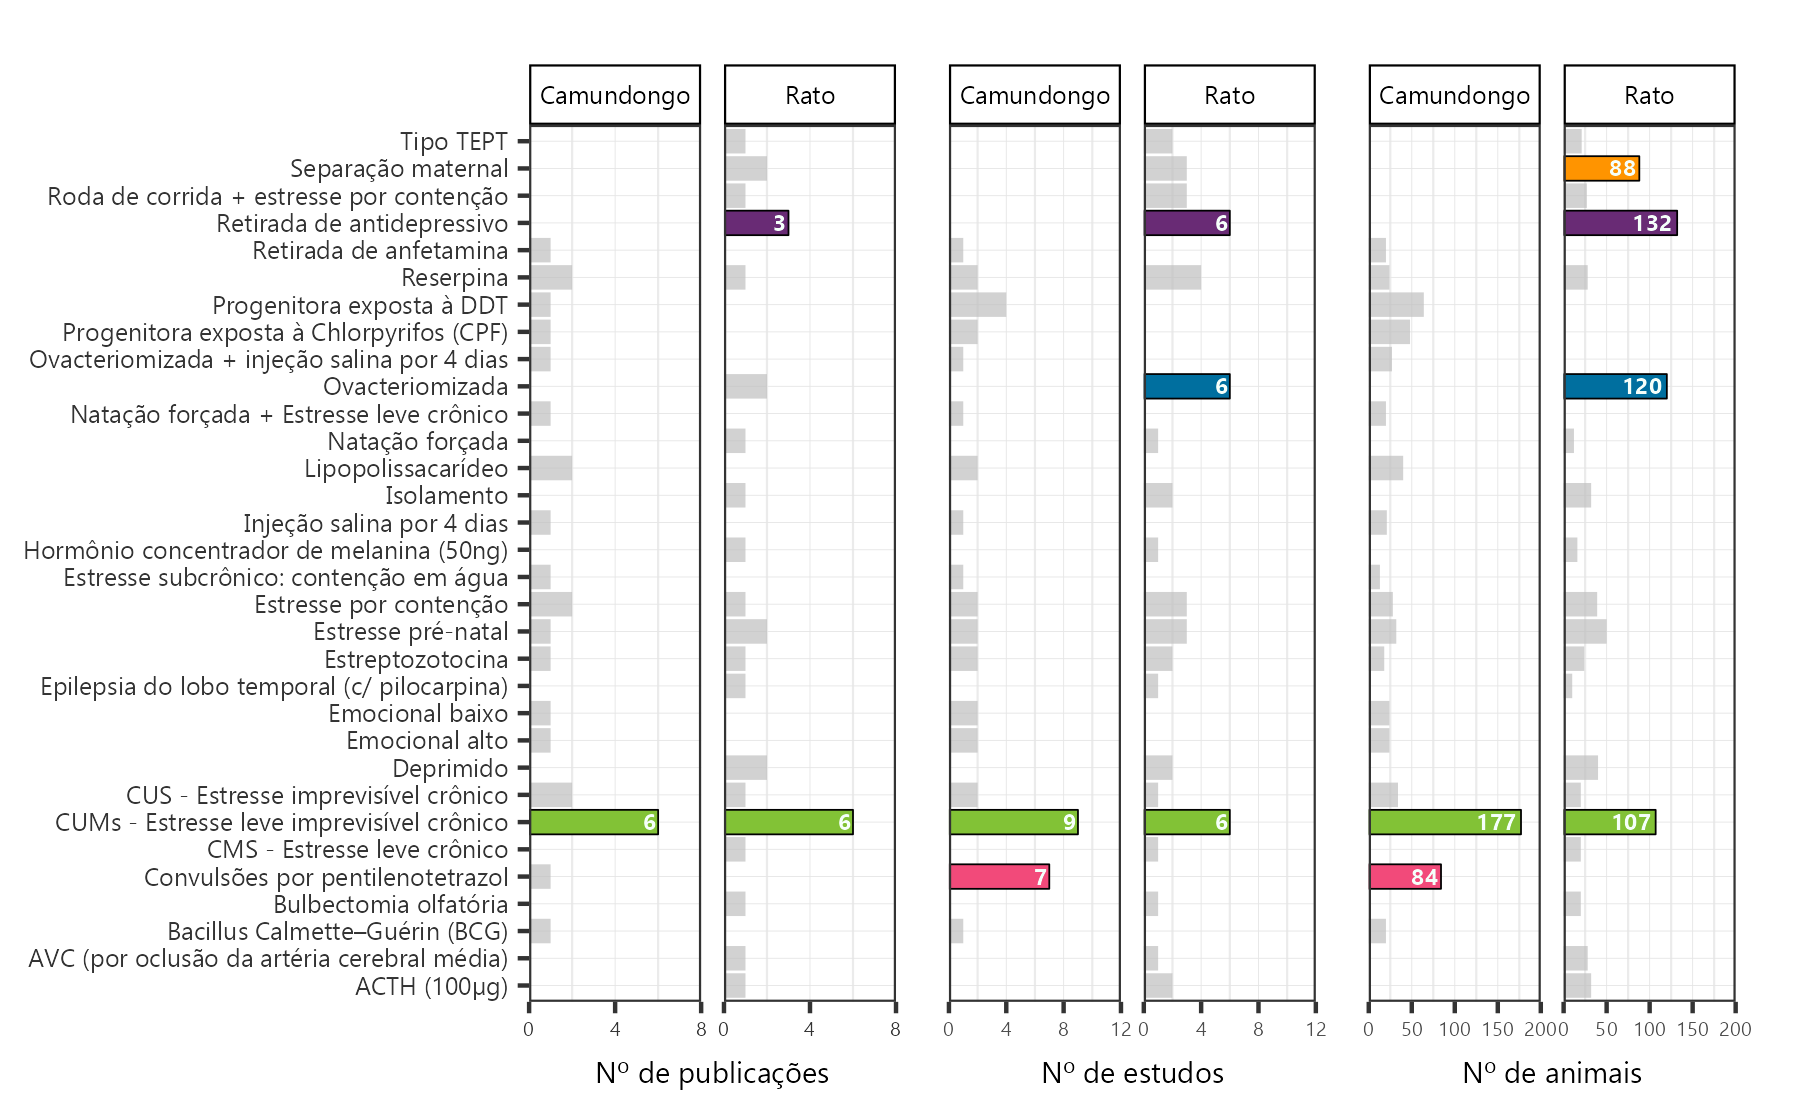 Camundongo Rato Camundongo Rato Camundongo Rato
Tipo TEPT
Separação maternal 88
Roda de corrida + estresse por contenção
Retirada de antidepressivo 3 6 132
Retirada de anfetamina
Reserpina
Progenitora exposta à DDT
Progenitora exposta à Chlorpyrifos (CPF)
Ovacteriomizada + injeção salina por 4 dias
Ovacteriomizada 6 120
Natação forçada + Estresse leve crônico
Natação forçada
Lipopolissacarídeo
Isolamento
Injeção salina por 4 dias
Hormônio concentrador de melanina (50ng)
Estresse subcrônico: contenção em água
Estresse por contenção
Estresse pré-natal
Estreptozotocina
Epilepsia do lobo temporal (c/ pilocarpina)
Emocional baixo
Emocional alto
Deprimido
CUS - Estresse imprevisível crônico
CUMs - Estresse leve imprevisível crônico 6 6 9 6 177 107
CMS - Estresse leve crônico
Convulsões por pentilenotetrazol 7 84
Bulbectomia olfatória
Bacillus Calmette–Guérin (BCG)
AVC (por oclusão da artéria cerebral média)
ACTH (100µg)
0 4 8 0 4 8 0 4 8 12 0 4 8 12 0 50 100 150 200 0 50 100 150 200
Nº de publicações Nº de estudos Nº de animais